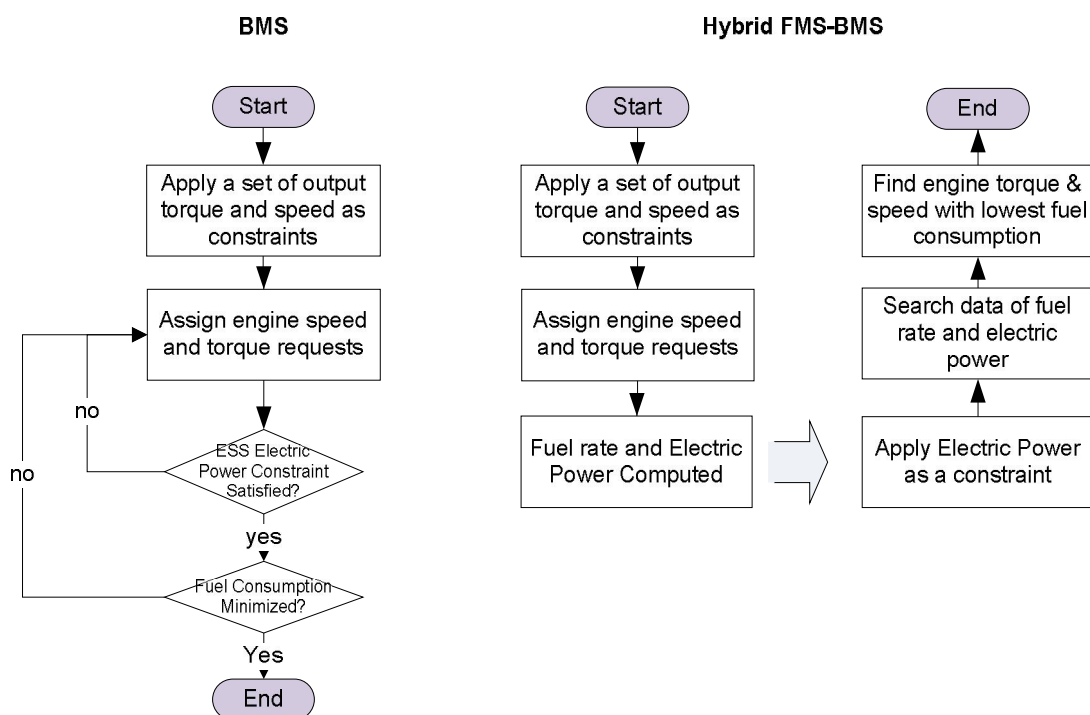 BMS
Start
Apply a set of output
torque and speed as
constraints
Assign engine speed
and torque requests
no
no
ESS Electric
Power Constraint
Satisfied?
yes
Fuel Consumption
Minimized?
Yes
End
Hybrid FMS-BMS
Start
Apply a set of output
torque and speed as
constraints
Assign engine speed
and torque requests
Fuel rate and Electric
Power Computed
End
Find engine torque &
speed with lowest fuel
consumption
Search data of fuel
rate and electric
power
Apply Electric Power
as a constraint